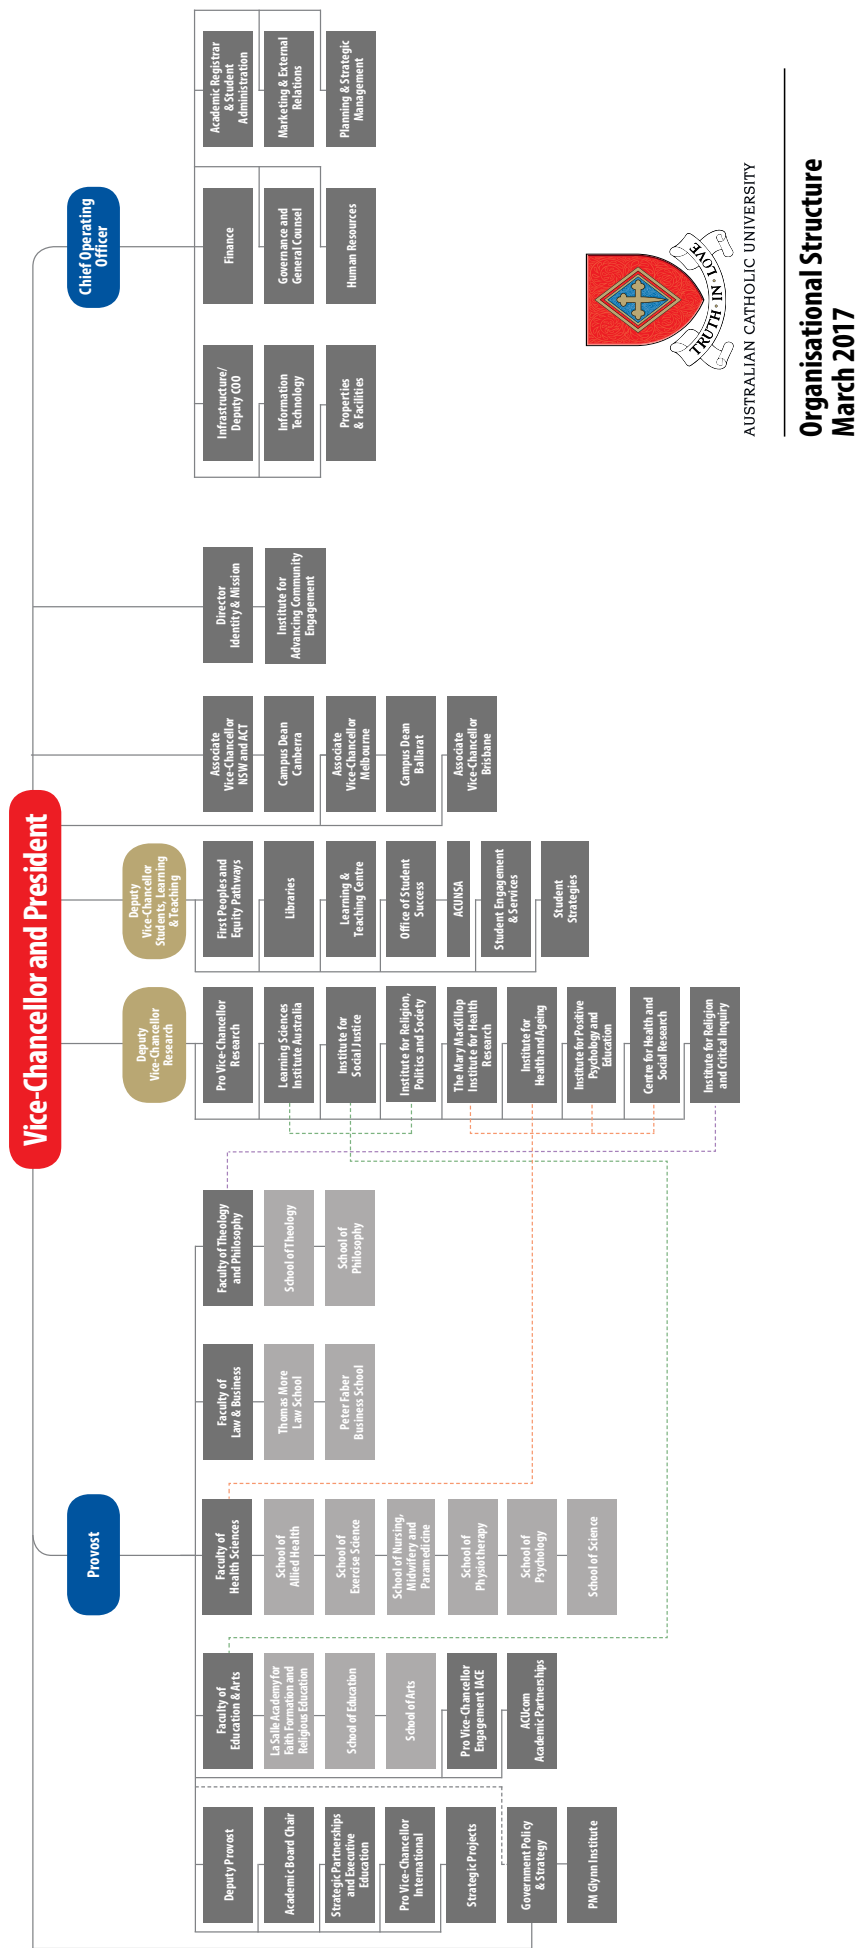 Vice-Chancellor and President
Provost
Chief Operating
Officer
Deputy
Vice-Chancellor
Research
Deputy
Vice-Chancellor
Students, Learning
& Teaching
Deputy Provost
Academic Board Chair
Strategic Partnerships
and Executive
Education
Pro Vice-Chancellor
International
Strategic Projects
Government Policy
& Strategy
PM Glynn Institute
Faculty of
Education & Arts
La Salle Academy for
Faith Formation and
Religious Education
School of Education
School of Arts
Pro Vice-Chancellor
Engagement IACE
ACUcom
Academic Partnerships
Faculty of
Health Sciences
School of
Allied Health
School of
Exercise Science
School of Nursing,
Midwifery and
Paramedicine
School of
Physiotherapy
School of
Psychology
School of Science
Faculty of
Law & Business
Thomas More
Law School
Peter Faber
Business School
Faculty of Theology
and Philosophy
School of Theology
School of
Philosophy
Pro Vice-Chancellor
Research
Learning Sciences
Institute Australia
Institute for
Social Justice
Institute for Religion,
Politics and Society
The Mary MacKillop
Institute for Health
Research
Institute for
Health and Ageing
Institute for Positive
Psychology and
Education
Centre for Health and
Social Research
Institute for Religion
and Critical Inquiry
First Peoples and
Equity Pathways
Libraries
Learning &
Teaching Centre
Office of Student
Success
ACUNSA
Student Engagement
& Services
Student
Strategies
Associate
Vice-Chancellor
NSW and ACT
Campus Dean
Canberra
Associate
Vice-Chancellor
Melbourne
Campus Dean
Ballarat
Associate
Vice-Chancellor
Brisbane
Director
Identity & Mission
Institute for
Advancing Community
Engagement
Infrastructure/
Deputy COO
Information
Technology
Properties
& Facilities
Finance
Governance and
General Counsel
Human Resources
Academic Registrar
& Student
Administration
Marketing & External
Relations
Planning & Strategic
Management
TRUTH · IN · LOVE
AUSTRALIAN CATHOLIC UNIVERSITY
Organisational Structure
March 2017